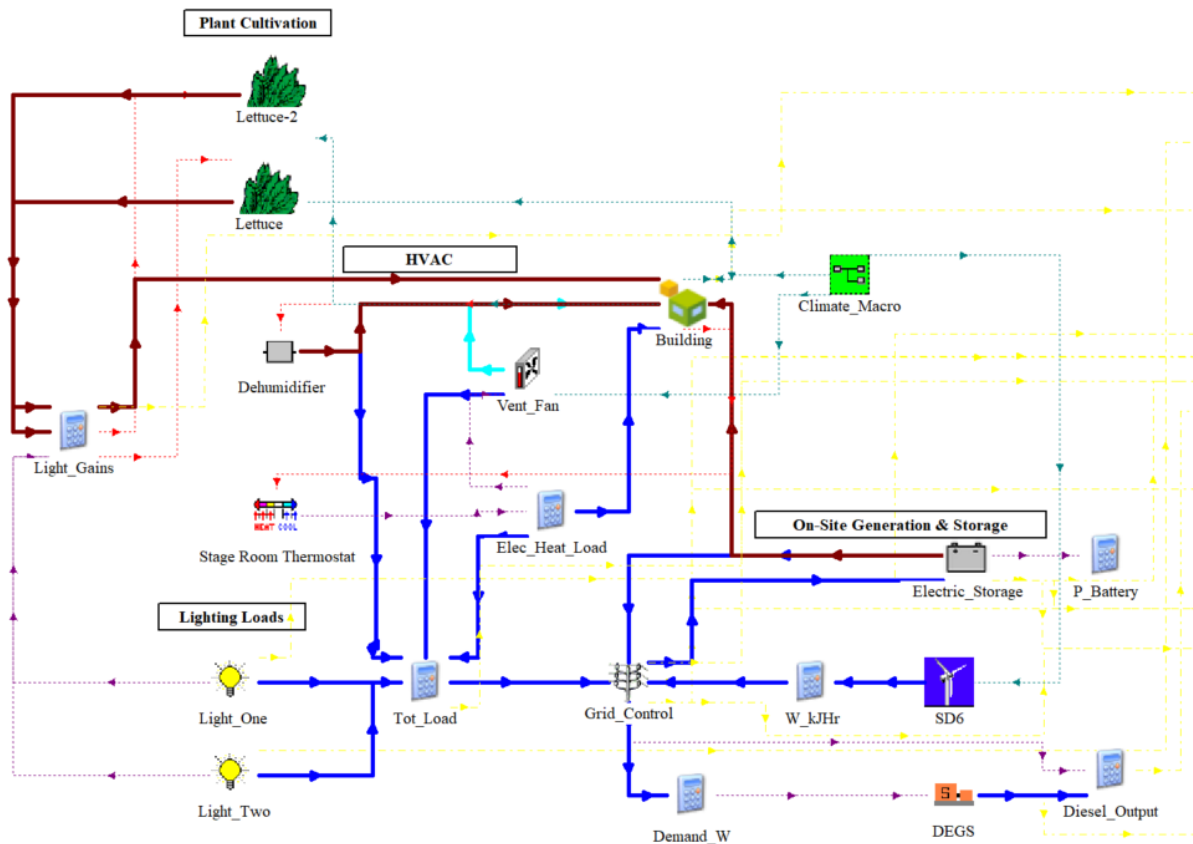 Plant Cultivation
Lettuce-2
Lettuce
HVAC
Climate_Macro
Building
Dehumidifier
Vent_Fan
Light_Gains
On-Site Generation & Storage
HEAT COOL
Stage Room Thermostat
Elec_Heat_Load
Electric_Storage
P_Battery
Lighting Loads
Light_One
Tot_Load
Grid_Control
W_kJHr
SD6
Light_Two
Demand_W
S
DEGS
Diesel_Output